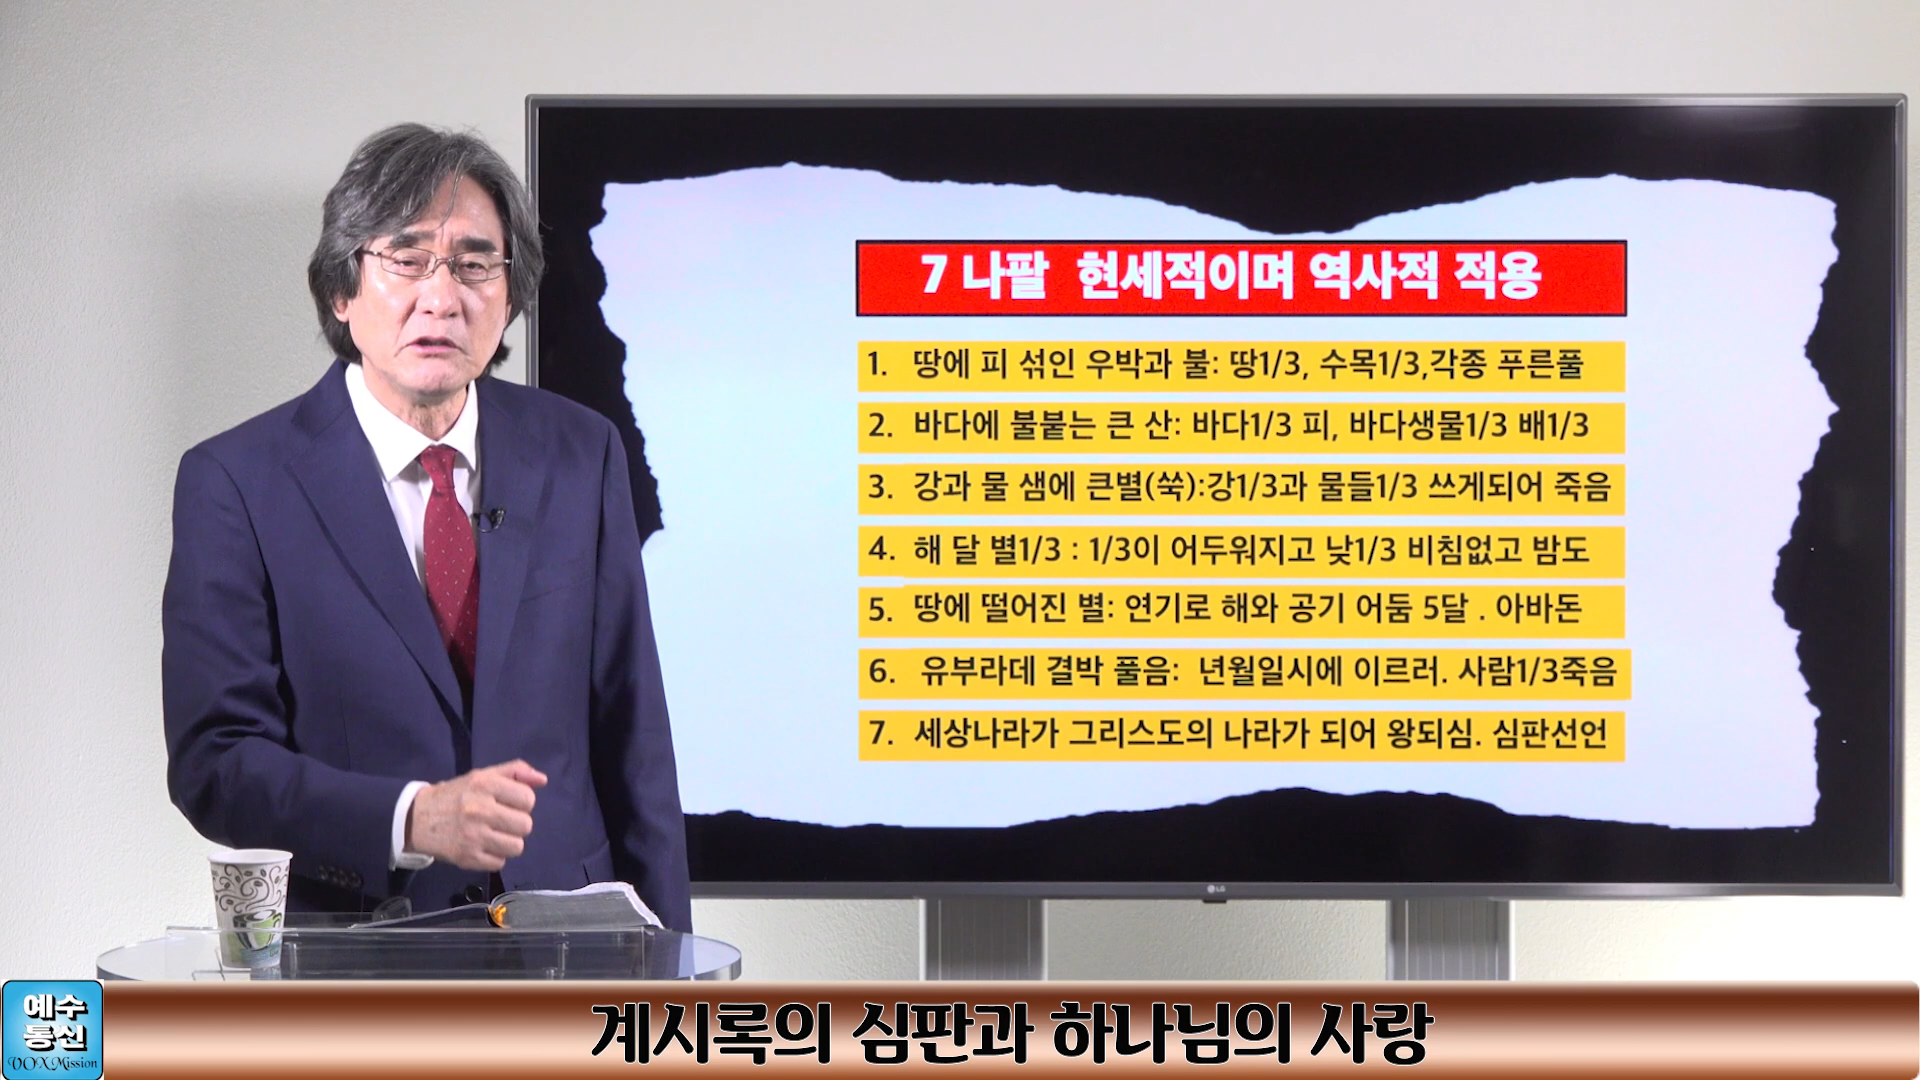 7 나팔 현세적이며 역사적 적용
1. 땅에 피 섞인 우박과 불: 땅1/3, 수목1/3,각종 푸른풀
2. 바다에 불붙는 큰 산: 바다1/3 피, 바다생물1/3 배1/3
3. 강과 물 샘에 큰별(쑥):강1/3과 물들1/3 쓰게되어 죽음
4. 해 달 별1/3 : 1/3이 어두워지고 낮1/3 비침없고 밤도
5. 땅에 떨어진 별: 연기로 해와 공기 어둠 5달 . 아바돈
6. 유부라데 결박 풀음: 년월일시에 이르러. 사람1/3죽음
7. 세상나라가 그리스도의 나라가 되어 왕되심. 심판선언
LG
예수
통신
VOX Mission
계시록의 심판과 하나님의 사랑